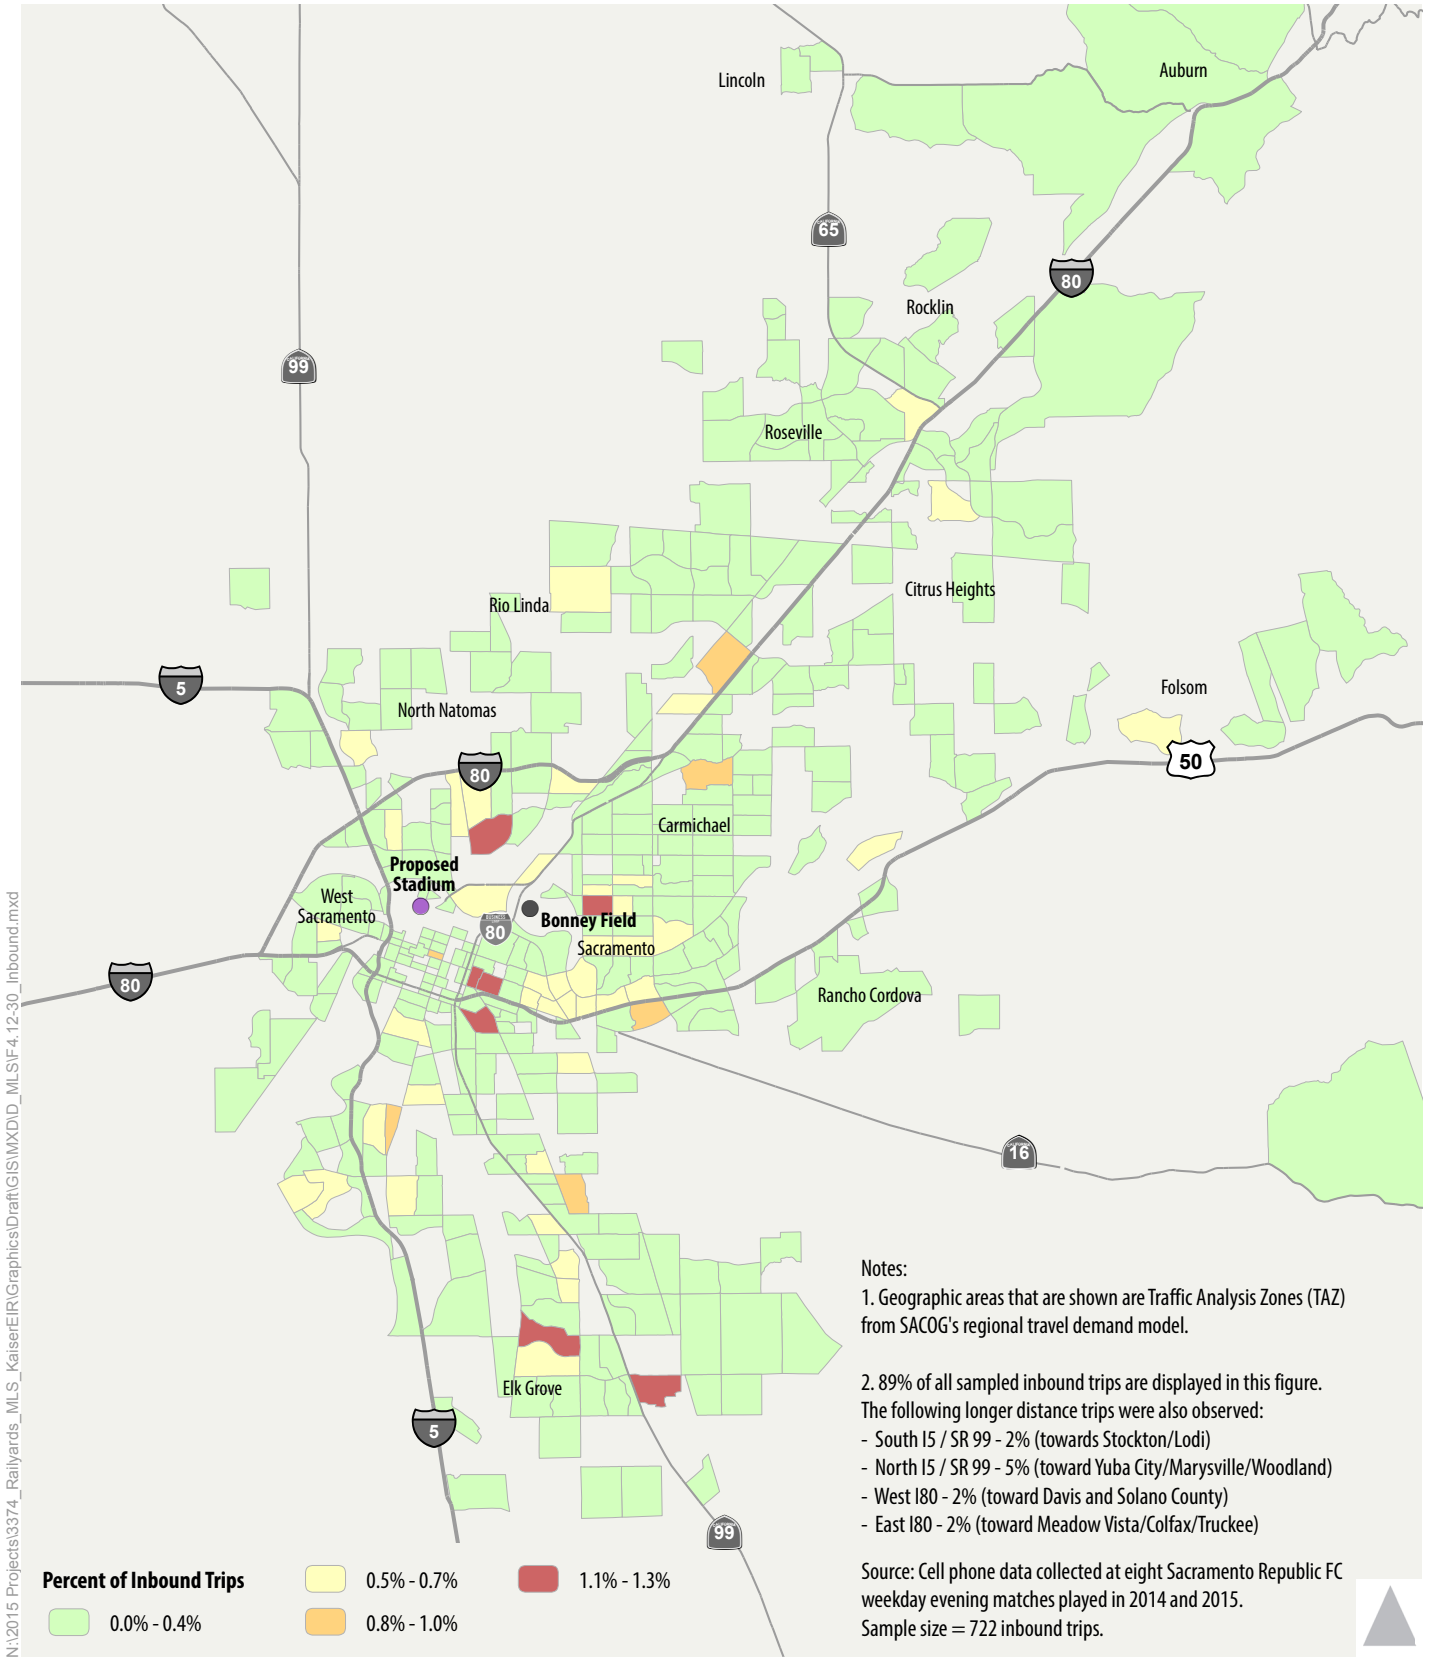 Lincoln
Auburn
65
80
Rocklin
99
Roseville
Citrus Heights
Rio Linda
5
Folsom
North Natomas
50
80
Carmichael
Proposed
Stadium
West
Sacramento
Bonney Field
80
Sacramento
80
Rancho Cordova
16
Elk Grove
5
99
Notes:
1. Geographic areas that are shown are Traffic Analysis Zones (TAZ)
from SACOG's regional travel demand model.
2. 89% of all sampled inbound trips are displayed in this figure.
The following longer distance trips were also observed:
- South I5 / SR 99 - 2% (towards Stockton/Lodi)
- North I5 / SR 99 - 5% (toward Yuba City/Marysville/Woodland)
- West I80 - 2% (toward Davis and Solano County)
- East I80 - 2% (toward Meadow Vista/Colfax/Truckee)
Source: Cell phone data collected at eight Sacramento Republic FC
weekday evening matches played in 2014 and 2015.
Sample size = 722 inbound trips.
Percent of Inbound Trips
0.0% - 0.4%
0.5% - 0.7%
0.8% - 1.0%
1.1% - 1.3%
N:\2015 Projects\3374_Railyards_MLS_KaiserEIR\Graphics\Draft\GIS\MXD\D_MLS\F4.12-30_Inbound.mxd